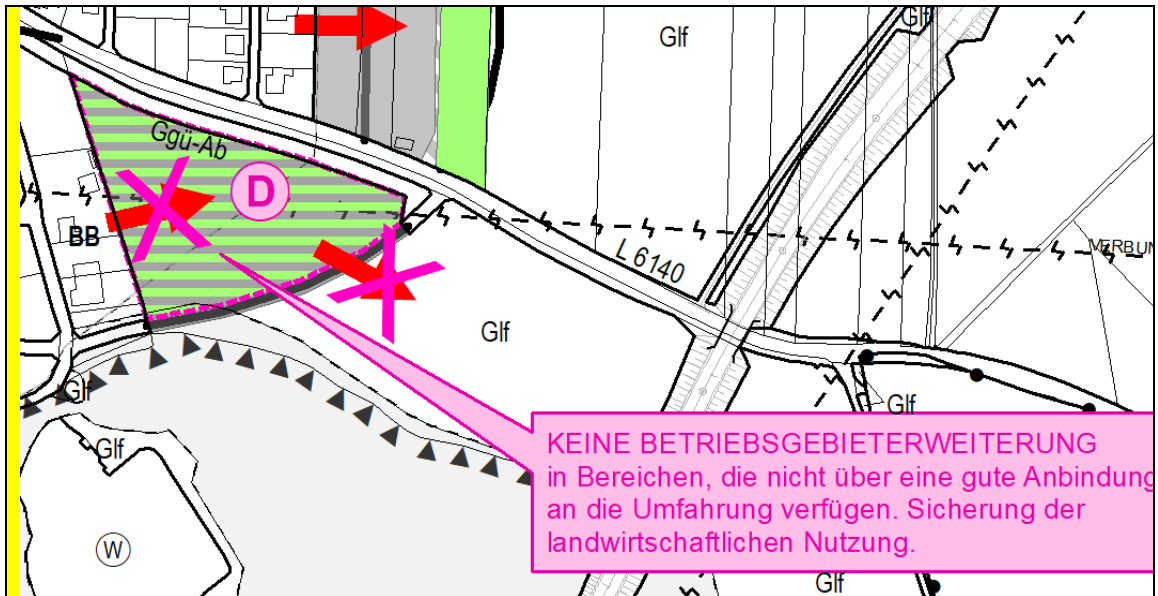 Glf
Glf
Ggü-Ab
D
BB
L 6140
Glf
Glf
Glf
Glf
W
KEINE BETRIEBSGEBIETERWEITERUNG
in Bereichen, die nicht über eine gute Anbindung
an die Umfahrung verfügen. Sicherung der
landwirtschaftlichen Nutzung.
Glf